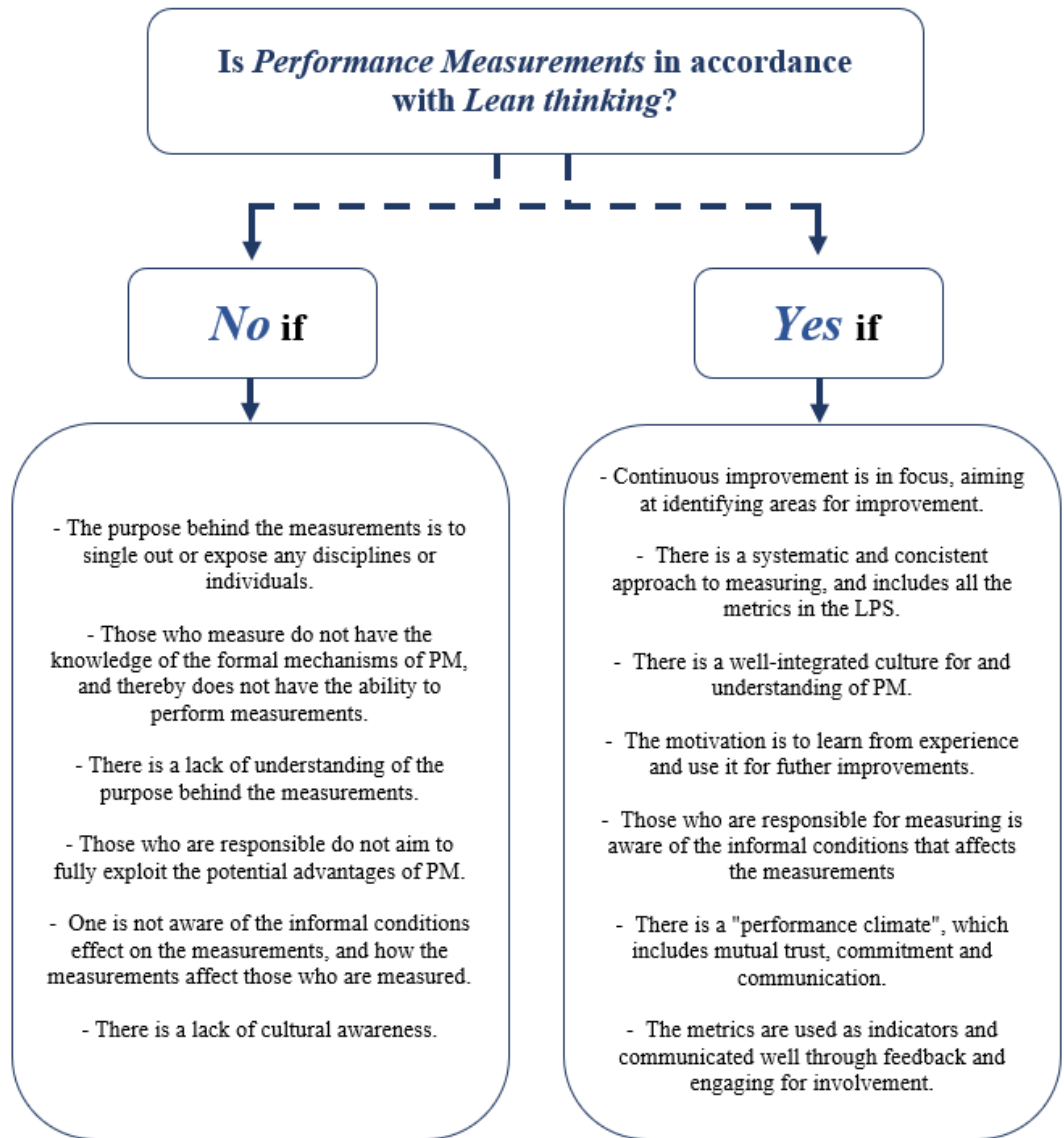 Is Performance Measurements in accordance
with Lean thinking?
No if
- The purpose behind the measurements is to
single out or expose any disciplines or
individuals.
- Those who measure do not have the
knowledge of the formal mechanisms of PM,
and thereby does not have the ability to
perform measurements.
- There is a lack of understanding of the
purpose behind the measurements.
- Those who are responsible do not aim to
fully exploit the potential advantages of PM.
- One is not aware of the informal conditions
effect on the measurements, and how the
measurements affect those who are measured.
- There is a lack of cultural awareness.
Yes if
- Continuous improvement is in focus, aiming
at identifying areas for improvement.
- There is a systematic and concistent
approach to measuring, and includes all the
metrics in the LPS.
- There is a well-integrated culture for and
understanding of PM.
- The motivation is to learn from experience
and use it for futher improvements.
- Those who are responsible for measuring is
aware of the informal conditions that affects
the measurements
- There is a "performance climate", which
includes mutual trust, commitment and
communication.
- The metrics are used as indicators and
communicated well through feedback and
engaging for involvement.